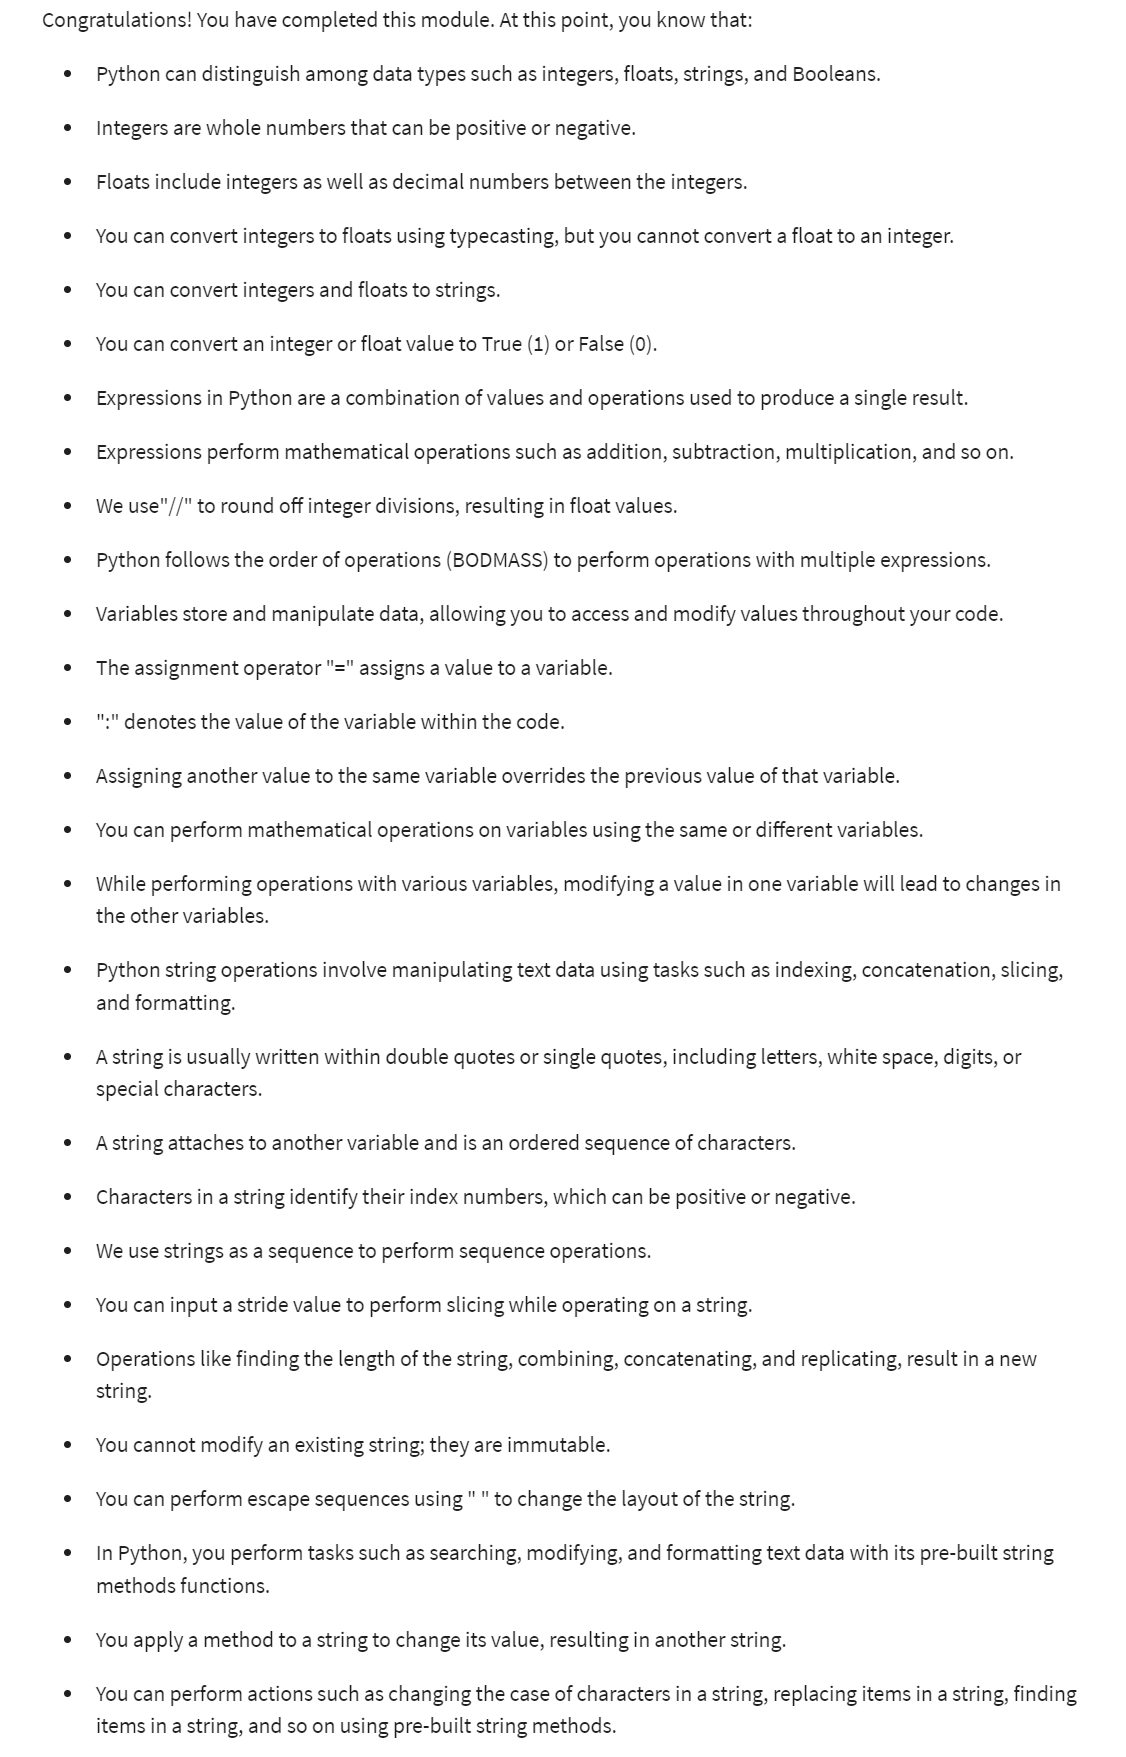 Congratulations! You have completed this module. At this point, you know that:
• Python can distinguish among data types such as integers, floats, strings, and Booleans.
• Integers are whole numbers that can be positive or negative.
• Floats include integers as well as decimal numbers between the integers.
• You can convert integers to floats using typecasting, but you cannot convert a float to an integer.
• You can convert integers and floats to strings.
• You can convert an integer or float value to True (1) or False (0).
• Expressions in Python are a combination of values and operations used to produce a single result.
• Expressions perform mathematical operations such as addition, subtraction, multiplication, and so on.
• We use"//" to round off integer divisions, resulting in float values.
• Python follows the order of operations (BODMASS) to perform operations with multiple expressions.
• Variables store and manipulate data, allowing you to access and modify values throughout your code.
• The assignment operator "=" assigns a value to a variable.
• ":" denotes the value of the variable within the code.
• Assigning another value to the same variable overrides the previous value of that variable.
• You can perform mathematical operations on variables using the same or different variables.
• While performing operations with various variables, modifying a value in one variable will lead to changes in
the other variables.
• Python string operations involve manipulating text data using tasks such as indexing, concatenation, slicing,
and formatting.
• A string is usually written within double quotes or single quotes, including letters, white space, digits, or
special characters.
• A string attaches to another variable and is an ordered sequence of characters.
• Characters in a string identify their index numbers, which can be positive or negative.
• We use strings as a sequence to perform sequence operations.
• You can input a stride value to perform slicing while operating on a string.
• Operations like finding the length of the string, combining, concatenating, and replicating, result in a new
string.
• You cannot modify an existing string; they are immutable.
• You can perform escape sequences using " " to change the layout of the string.
• In Python, you perform tasks such as searching, modifying, and formatting text data with its pre-built string
methods functions.
• You apply a method to a string to change its value, resulting in another string.
• You can perform actions such as changing the case of characters in a string, replacing items in a string, finding
items in a string, and so on using pre-built string methods.